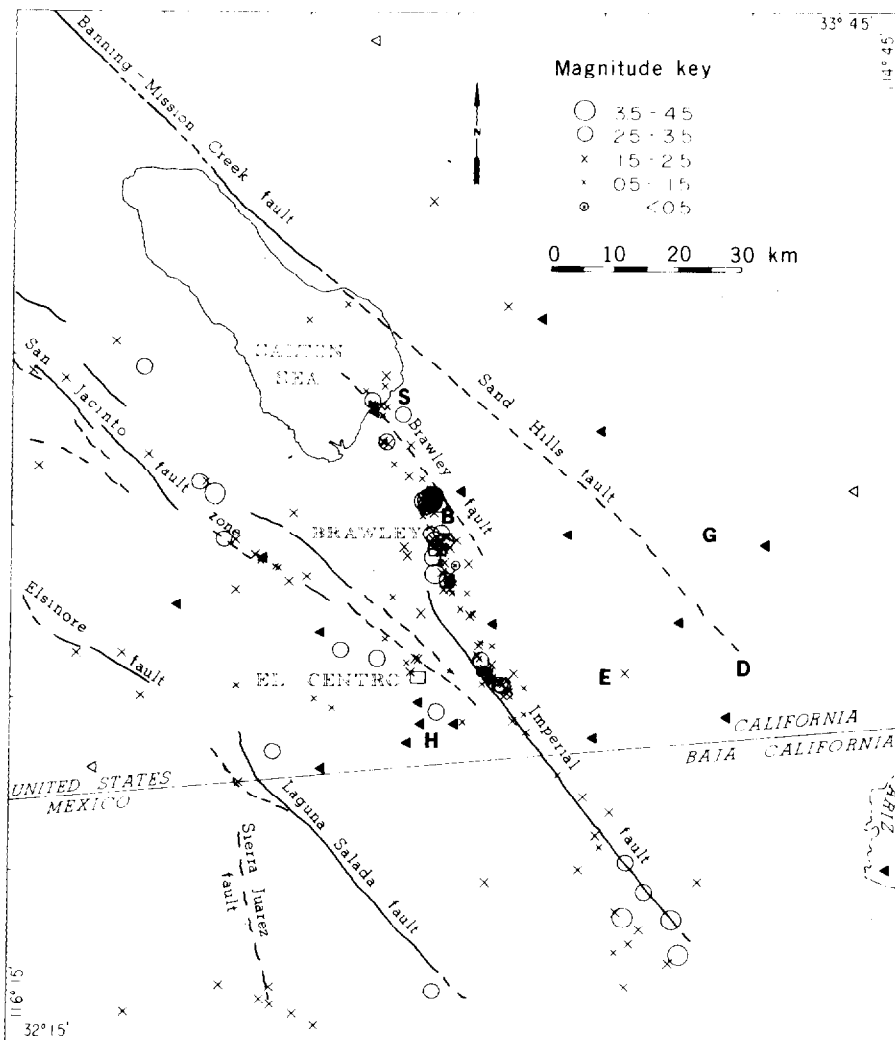 33° 45'
114° 45'
Banning-Mission Creek fault
Magnitude key
3.5 - 4.5
2.5 - 3.5
1.5 - 2.5
0.5 - 1.5
<0.5
N
0 10 20 30 km
SALTON
SEA
S
San Jacinto fault zone
Brawley fault
Sand Hills fault
B
BRAWLEY
G
Elsinore fault
EL CENTRO
E
D
H
Imperial fault
CALIFORNIA
BAJA CALIFORNIA
UNITED STATES
MEXICO
Laguna Salada fault
Sierra Juarez
fault
ARIZ
116° 15'
32° 15'